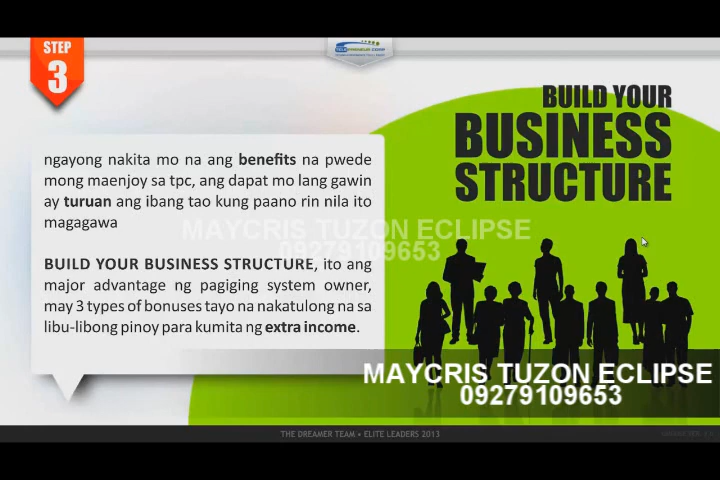 STEP
3
BUILD YOUR
BUSINESS
STRUCTURE
ngayong nakita mo na ang benefits na pwede
mong maenjoy sa tpc, ang dapat mo lang gawin
ay turuan ang ibang tao kung paano rin nila ito
magagawa
MAYCRIS TUZON ECLIPSE
09279109653
BUILD YOUR BUSINESS STRUCTURE, ito ang
major advantage ng pagiging system owner,
may 3 types of bonuses tayo na nakatulong na sa
libu-libong pinoy para kumita ng extra income.
MAYCRIS TUZON ECLIPSE
09279109653
THE DREAMER TEAM • ELITE LEADERS 2013